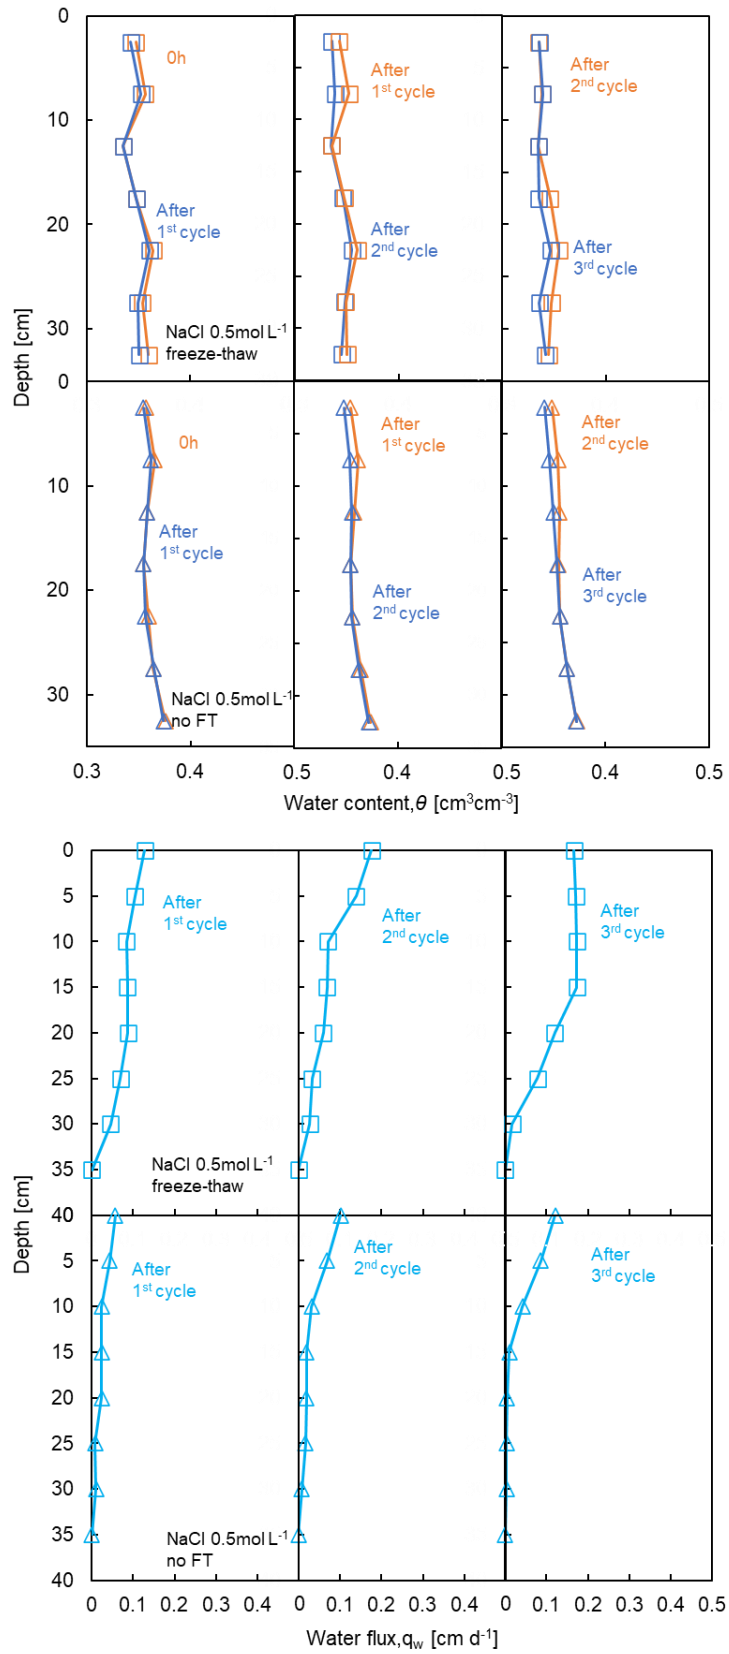 0
0h
After
1st cycle
After
2nd cycle
10
After
1st cycle
After
2nd cycle
After
3rd cycle
20
30
NaCl 0.5mol L-1
freeze-thaw
Depth [cm]
0
0h
After
1st cycle
After
2nd cycle
10
After
1st cycle
After
2nd cycle
After
3rd cycle
20
30
NaCl 0.5mol L-1
no FT
0.3 0.4 0.5 0.4 0.5 0.4 0.5
Water content,θ [cm3cm-3]
0
5
After
1st cycle
After
2nd cycle
After
3rd cycle
10
15
20
25
30
35
NaCl 0.5mol L-1
freeze-thaw
Depth [cm]
40
5
After
1st cycle
After
2nd cycle
After
3rd cycle
10
15
20
25
30
35
NaCl 0.5mol L-1
no FT
40
0 0.1 0.2 0.3 0.4 0 0.1 0.2 0.3 0.4 0 0.1 0.2 0.3 0.4 0.5
Water flux,qw [cm d-1]